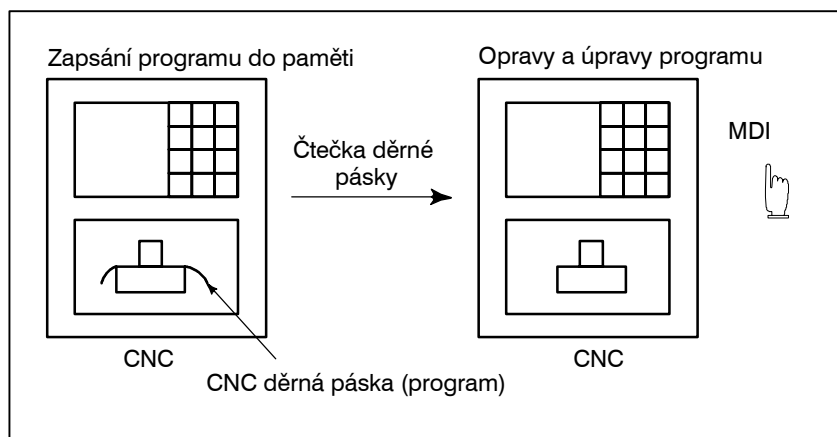 Zapsání programu do paměti
Opravy a úpravy programu
MDI
Čtečka děrné
pásky
CNC
CNC
CNC děrná páska (program)